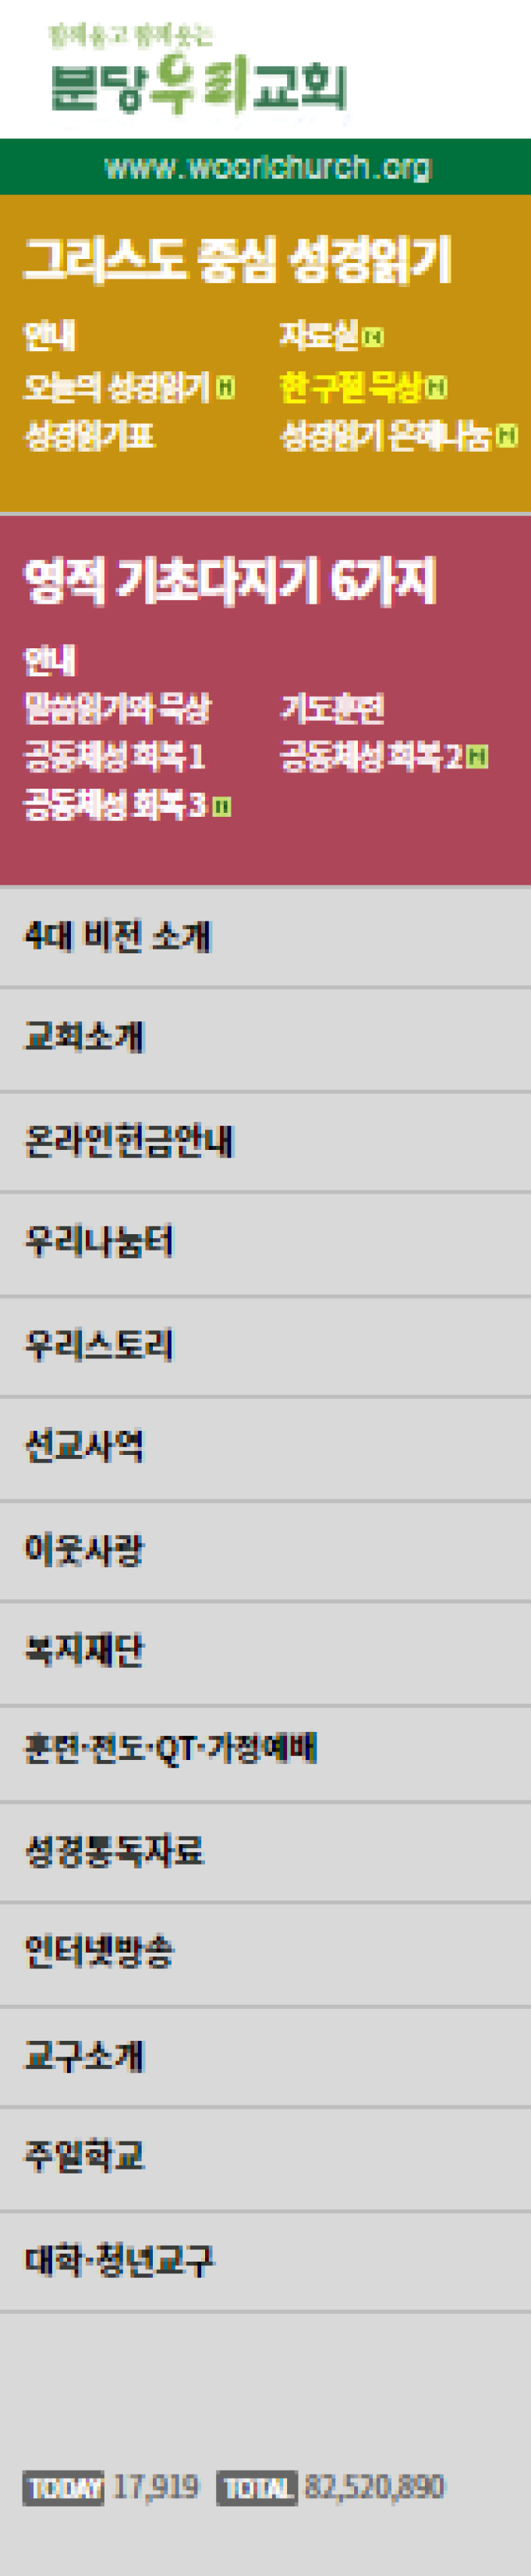 함께 울고 함께 웃는
분당우리교회
www.woorichurch.org
그리스도 중심 성경읽기
안내 자료실 N
오늘의 성경읽기 N 한 구절 묵상 N
성경읽기표 성경읽기 은혜나눔 N
영적 기초다지기 6가지
안내
말씀읽기와 묵상 기도훈련
공동체성 회복 1 공동체성 회복 2 N
공동체성 회복 3 N
4대 비전 소개
교회소개
온라인헌금안내
우리나눔터
우리스토리
선교사역
이웃사랑
복지재단
훈련·전도·QT·가정예배
성경통독자료
인터넷방송
교구소개
주일학교
대학·청년교구
TODAY 17,919 TOTAL 82,520,890